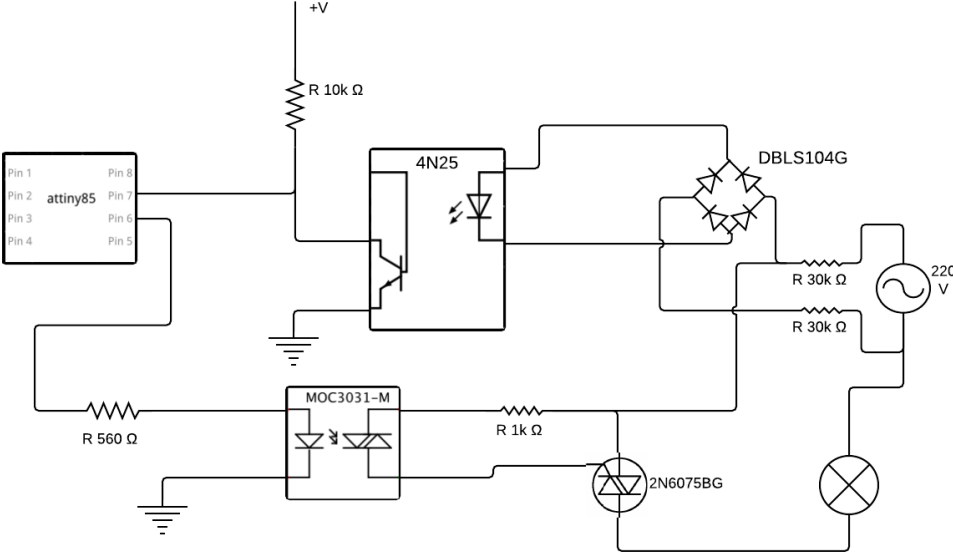 +V
R 10k Ω
4N25
DBLS104G
Pin 1
Pin 8
Pin 2
attiny85
Pin 7
Pin 3
Pin 6
Pin 4
Pin 5
R 30k Ω
220
V
R 30k Ω
MOC3031-M
R 560 Ω
R 1k Ω
2N6075BG